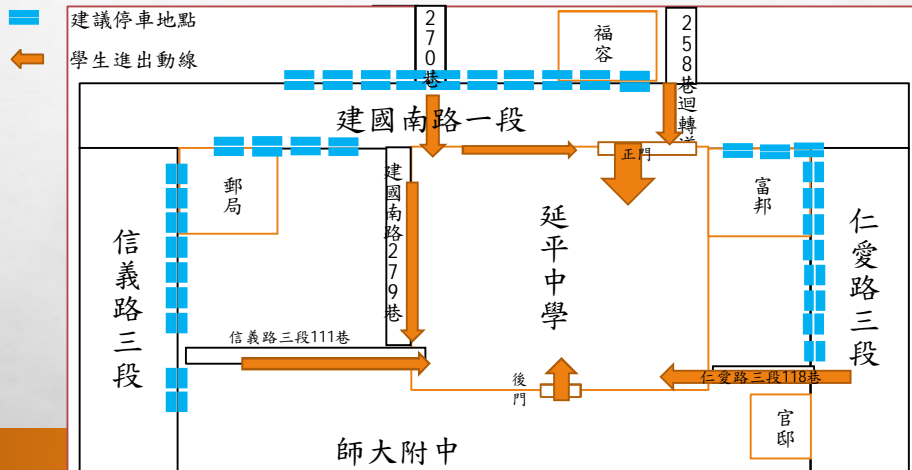 建議停車地點
學生進出動線
270巷
福容
258巷迴轉道
建國南路一段
正門
郵局
建國南路279巷
延平中學
富邦
信義路三段
仁愛路三段
信義路三段111巷
後門
仁愛路三段118巷
官邸
師大附中